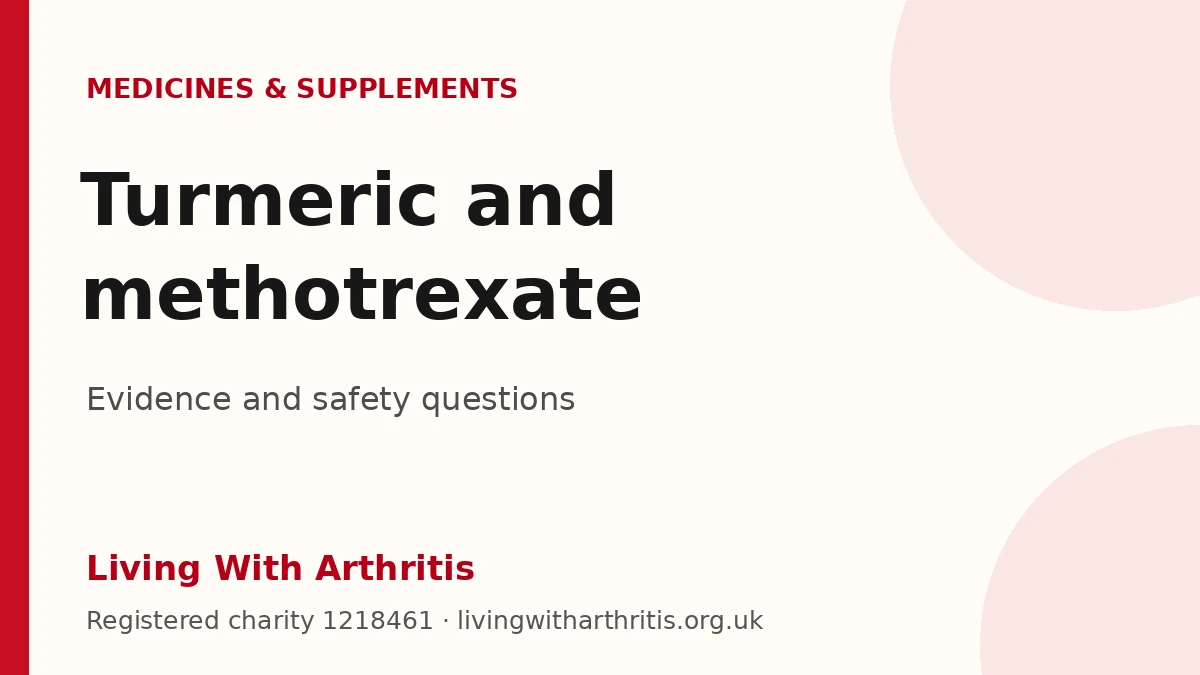 MEDICINES & SUPPLEMENTS
Turmeric and
methotrexate
Evidence and safety questions
Living With Arthritis
Registered charity 1218461 · livingwitharthritis.org.uk